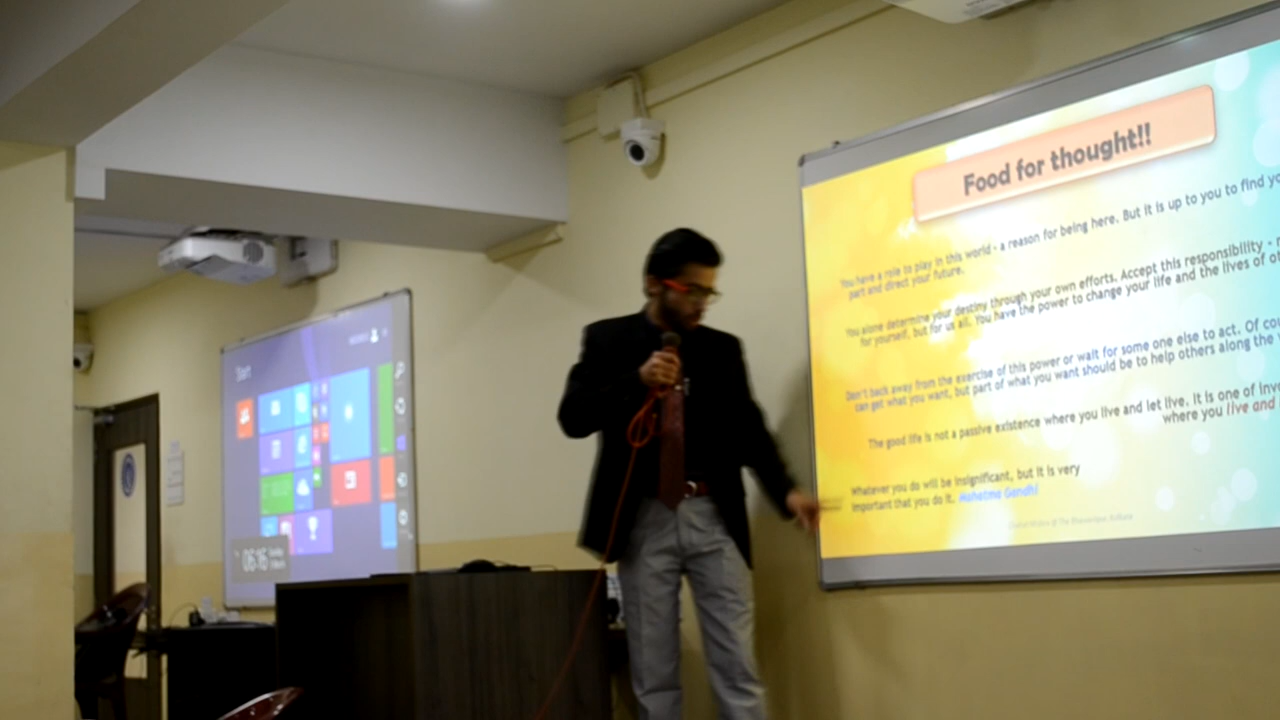 Start
06:16
Food for thought!!
You have a role to play in this world - a reason for being here. But it is up to you to find
part and direct your future.
You alone determine your destiny through your own efforts. Accept this responsibility -
for yourself, but for us all. You have the power to change your life and the lives of
Don't back away from the exercise of this power or wait for some one else to act. Of
can get what you want, but part of what you want should be to help others along the
The good life is not a passive existence where you live and let live. It is one of
where you live and
Whatever you do will be insignificant, but it is very
important that you do it. Mahatma Gandhi